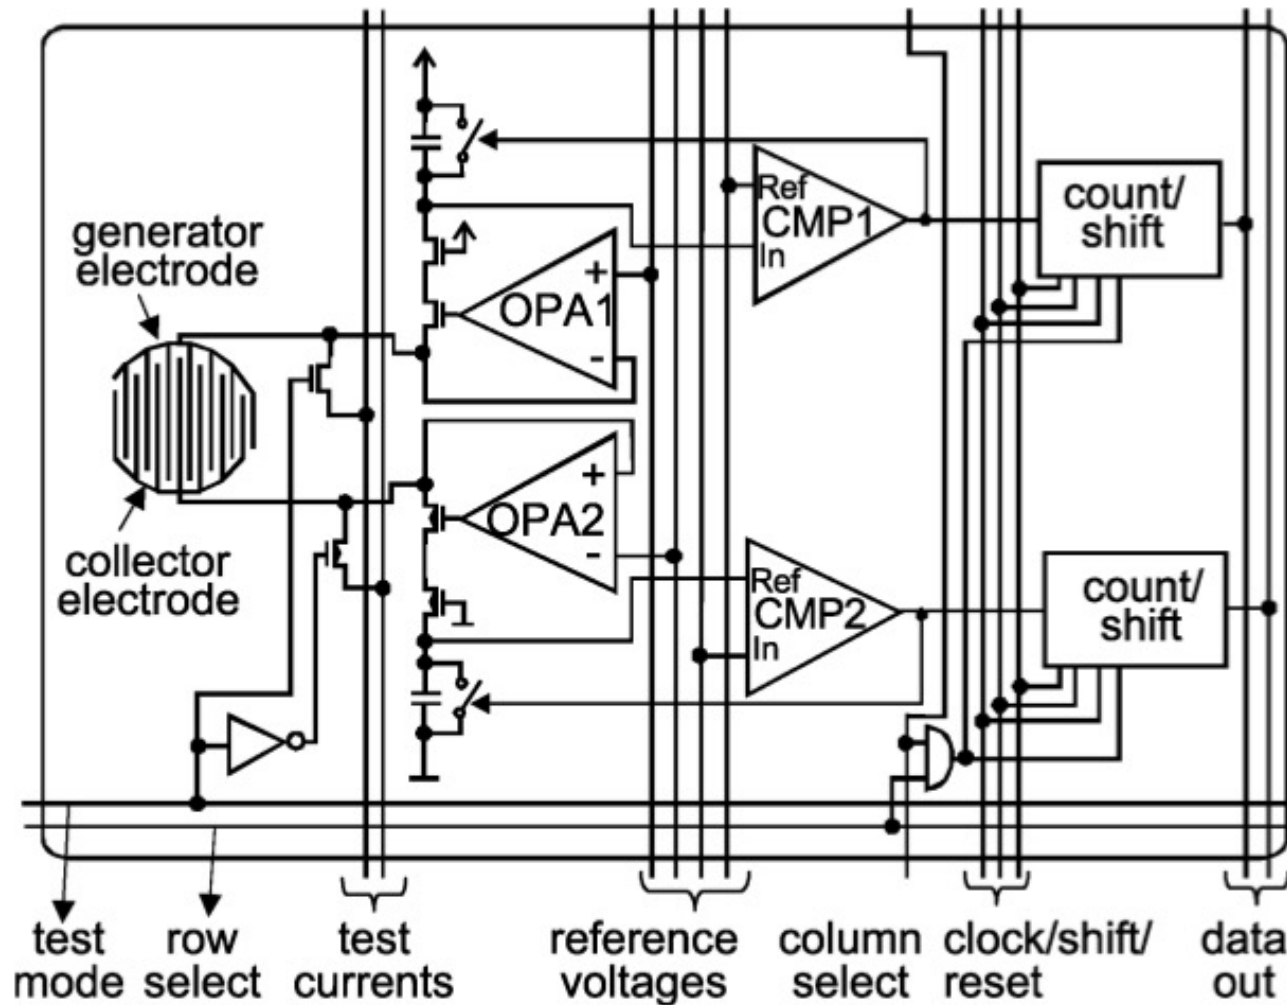 Ref
CMP1
In
count/
shift
generator
electrode
+
OPA1
-
+
OPA2
-
collector
electrode
Ref
CMP2
In
count/
shift
test
mode
row
select
test
currents
reference
voltages
column
select
clock/shift/
reset
data
out